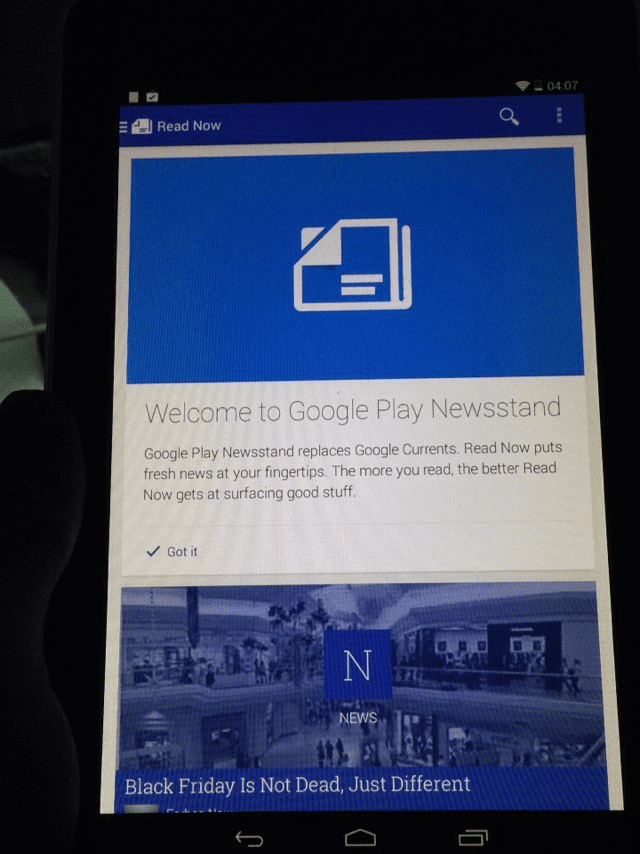 04:07
Read Now
Welcome to Google Play Newsstand
Google Play Newsstand replaces Google Currents. Read Now puts
fresh news at your fingertips. The more you read, the better Read
Now gets at surfacing good stuff.
Got it
N
NEWS
Black Friday Is Not Dead, Just Different